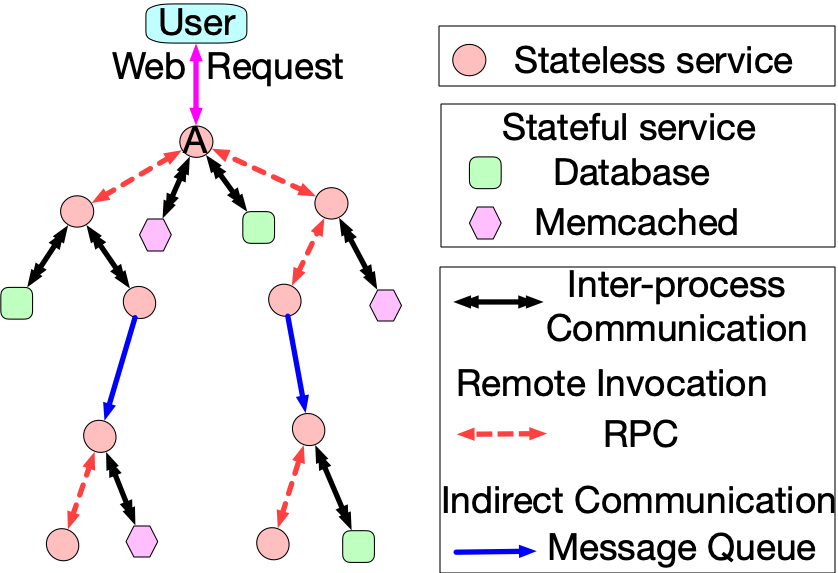 User
Web Request
A
Stateless service
Stateful service
Database
Memcached
Inter-process
Communication
Remote Invocation
RPC
Indirect Communication
Message Queue